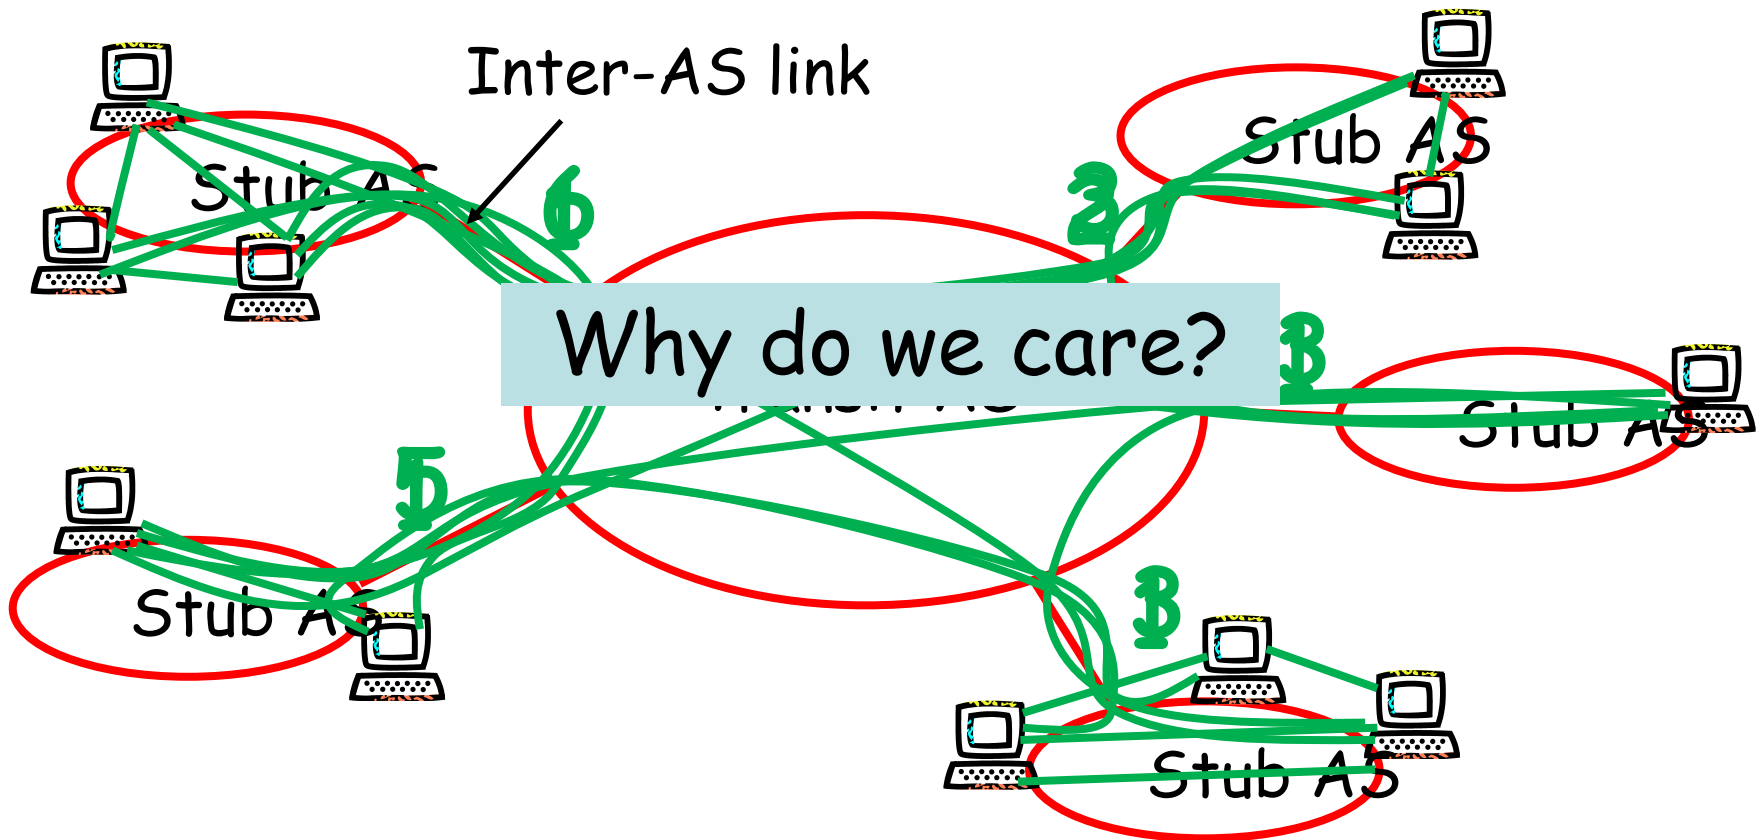 Inter-AS link
Stub AS
Stub AS
Why do we care?
Stub AS
Stub AS
Stub AS